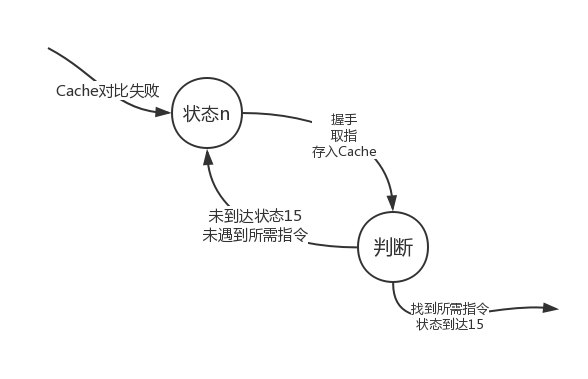 Cache对比失败
状态n
握手
取指
存入Cache
未到达状态15
未遇到所需指令
判断
找到所需指令
状态到达15